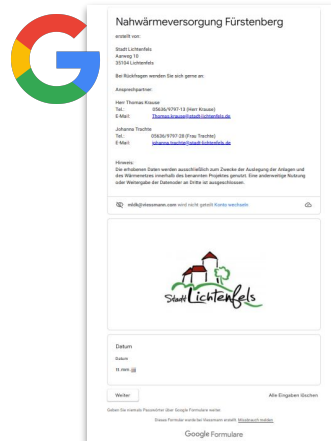 Nahwärmeversorgung Fürstenberg
erstellt von:
Stadt Lichtenfels
Aarweg 10
35104 Lichtenfels
Bei Rückfragen wenden Sie sich gerne an:
Ansprechpartner:
Herr Thomas Krause
Tel.: 05636/9797-13 (Herr Krause)
E-Mail: Thomas.krause@stadt-lichtenfels.de
Johanna Trachte
Tel.: 05636/9797-20 (Frau Trachte)
E-Mail: johanna.trachte@stadt-lichtenfels.de
Hinweis:
Die erhobenen Daten werden ausschließlich zum Zwecke der Auslegung der Anlagen und
des Wärmenetzes innerhalb des benannten Projektes genutzt. Eine anderweitige Nutzung
oder Weitergabe der Daten an Dritte ist ausgeschlossen.
wird nicht geteilt Konto wechseln
Stadt Lichtenfels
Datum
Datum
Weiter
Alle Eingaben löschen
Geben Sie niemals Passwörter über Google Formulare weiter.
Dieses Formular wurde bei Viessmann erstellt. Missbrauch melden
Google Formulare